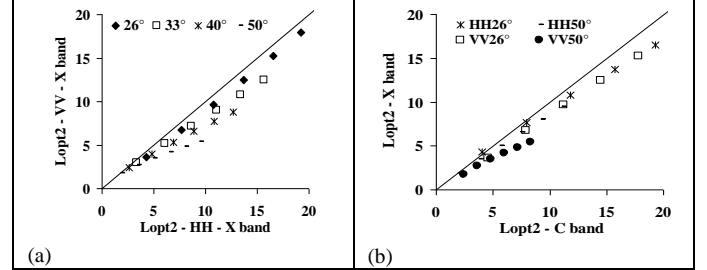 ◆ 26° □ 33° ж 40° - 50°
20
15
10
5
0
0 5 10 15 20
Lopt2 - VV - X band
Lopt2 - HH - X band
(a)
ж HH26° - HH50°
□ VV26° ● VV50°
20
15
10
5
0
0 5 10 15 20
Lopt2 - X band
Lopt2 - C band
(b)